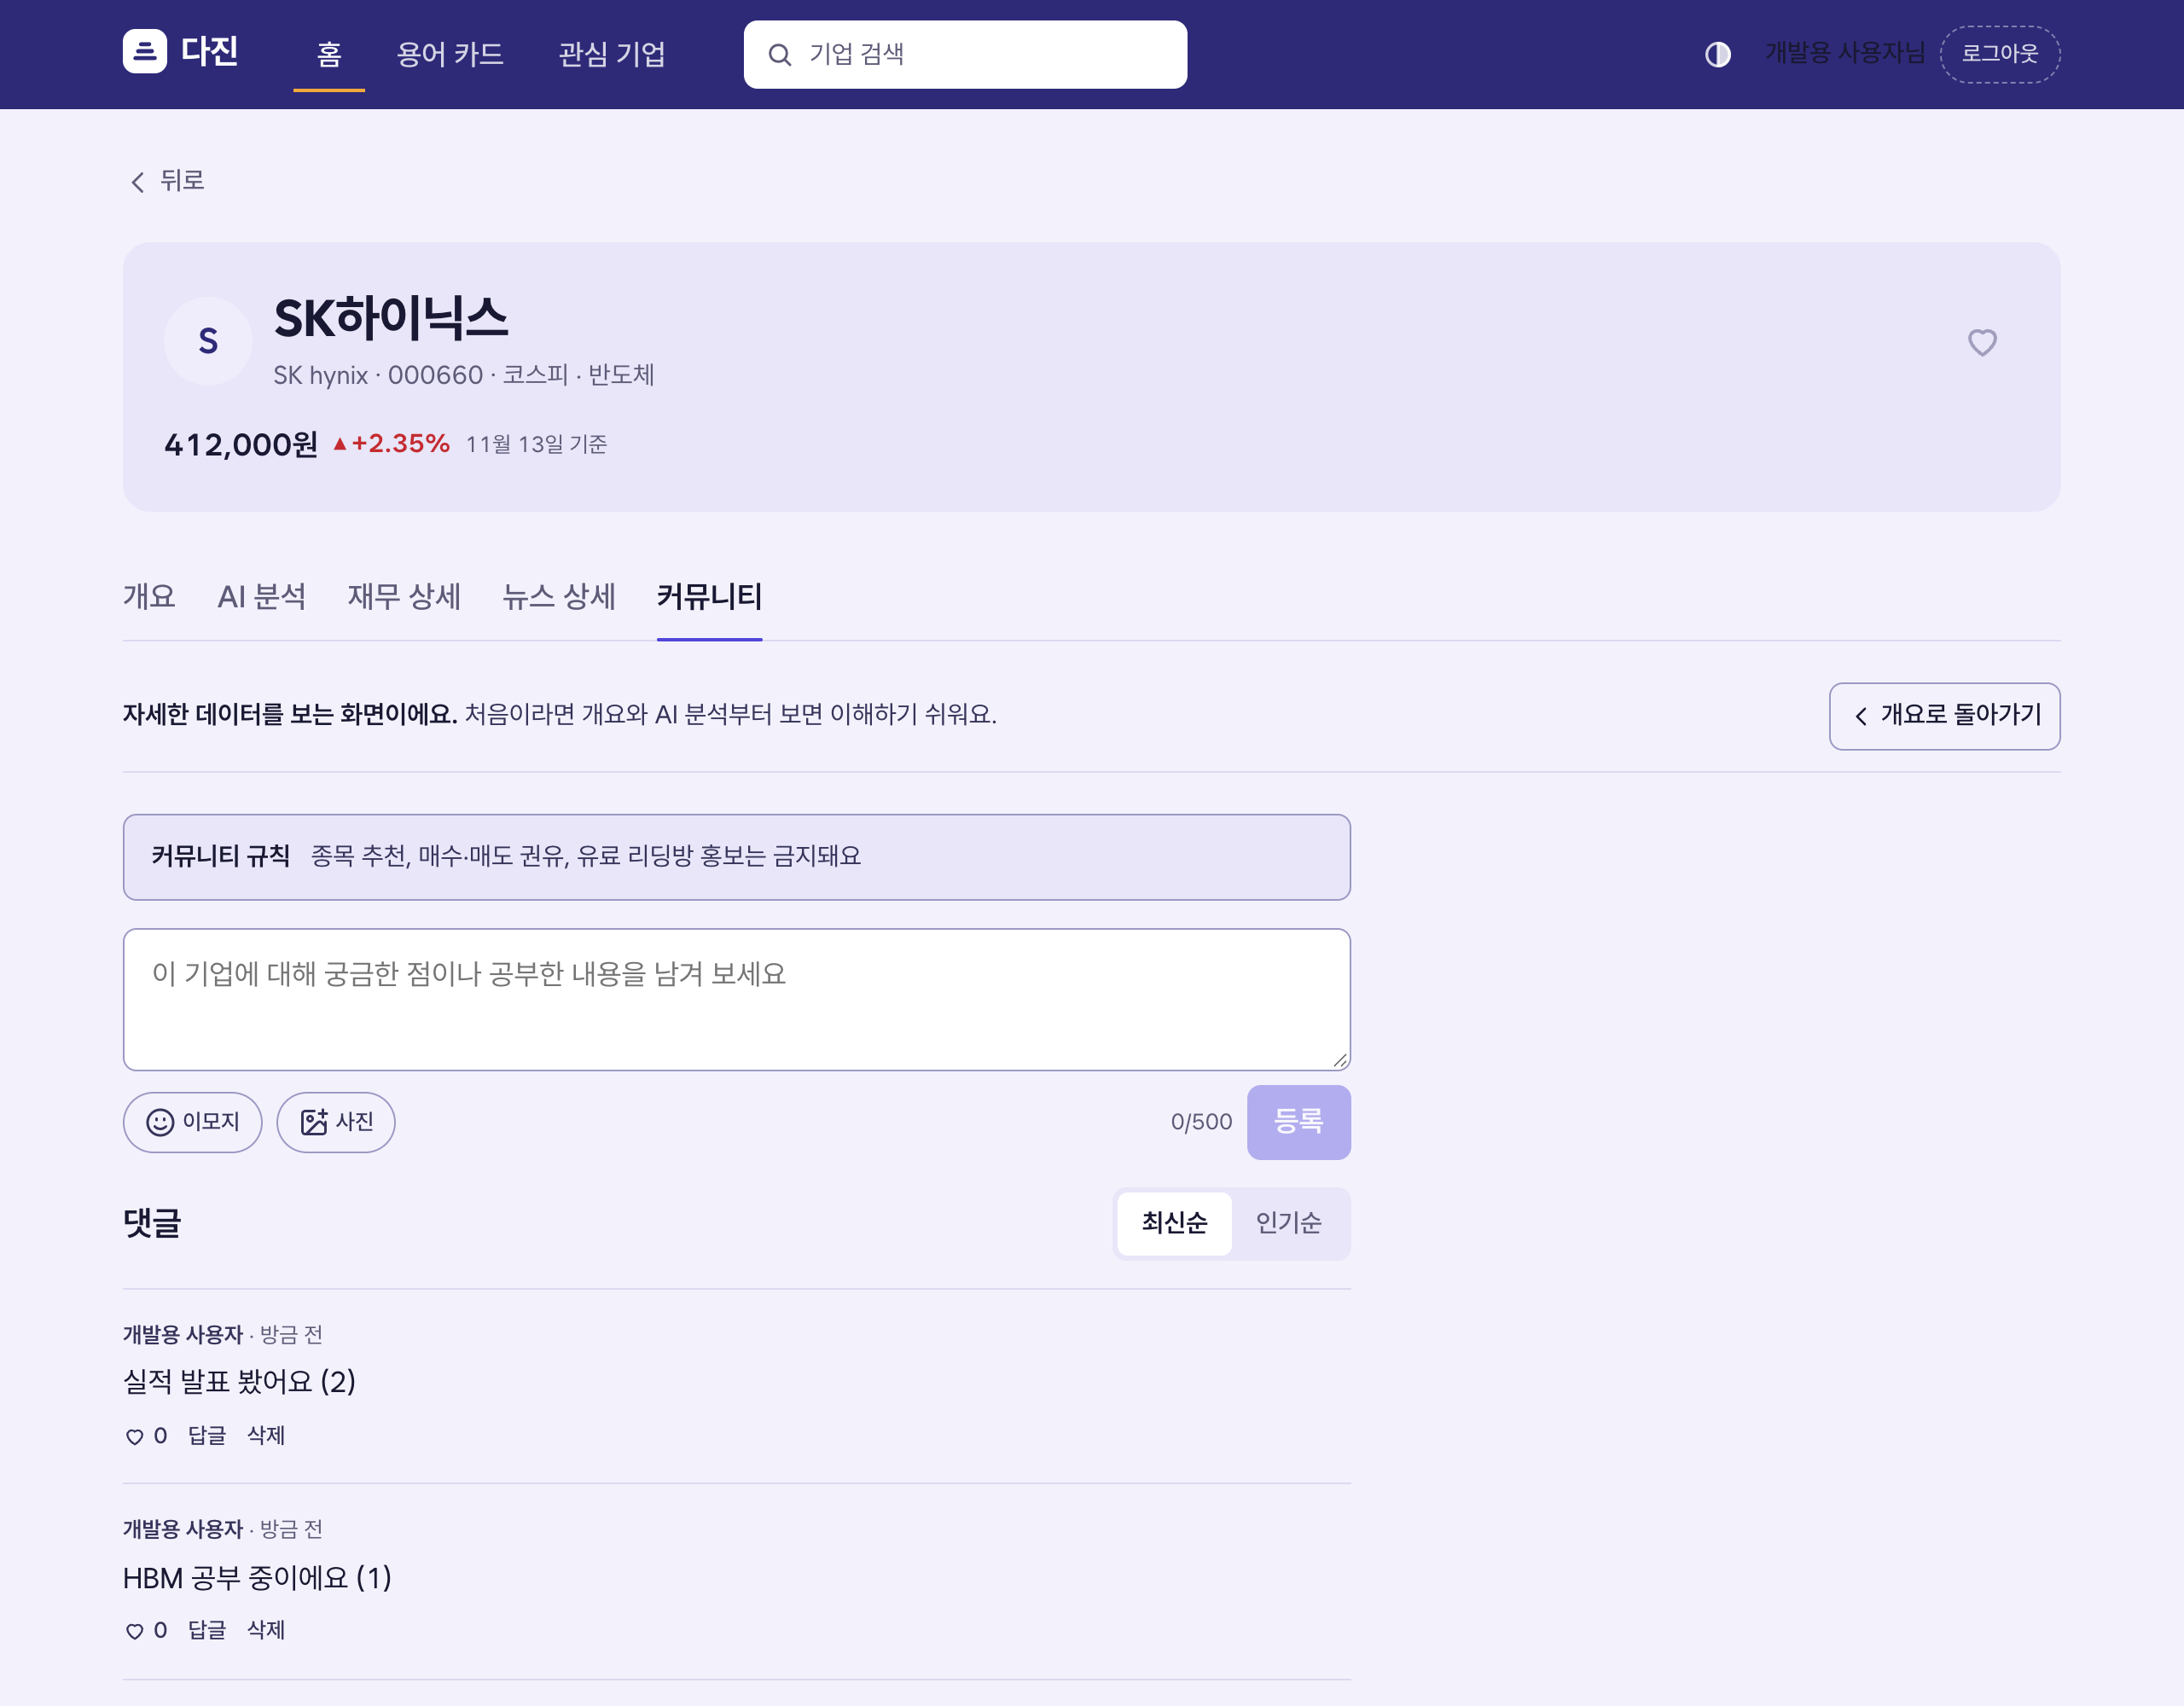 다진 홈 용어 카드 관심 기업 기업 검색 개발용 사용자님 로그아웃
뒤로
S
SK하이닉스
SK hynix · 000660 · 코스피 · 반도체
412,000원 ▲+2.35% 11월 13일 기준
개요 AI 분석 재무 상세 뉴스 상세 커뮤니티
자세한 데이터를 보는 화면이에요. 처음이라면 개요와 AI 분석부터 보면 이해하기 쉬워요. 개요로 돌아가기
커뮤니티 규칙 종목 추천, 매수·매도 권유, 유료 리딩방 홍보는 금지돼요
이 기업에 대해 궁금한 점이나 공부한 내용을 남겨 보세요
이모지 사진 0/500 등록
댓글 최신순 인기순
개발용 사용자 · 방금 전
실적 발표 봤어요 (2)
0 답글 삭제
개발용 사용자 · 방금 전
HBM 공부 중이에요 (1)
0 답글 삭제